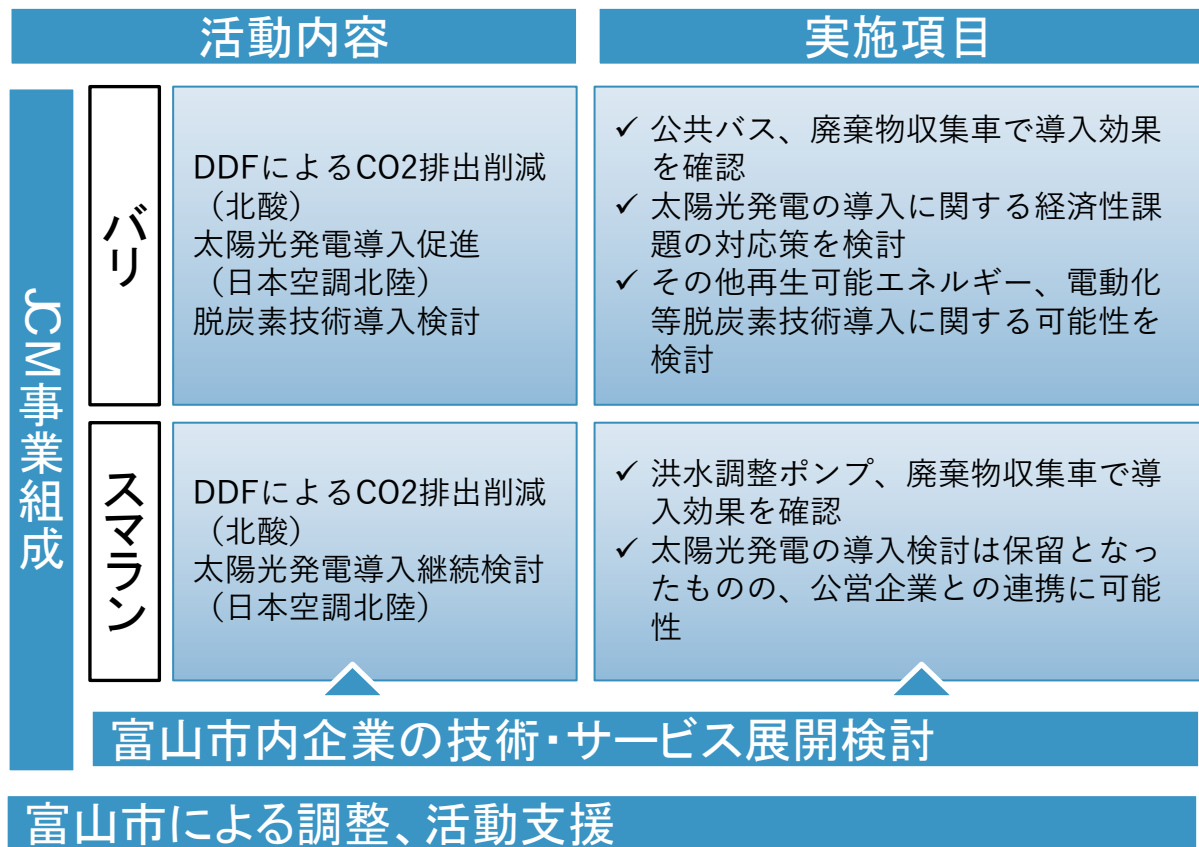 活動内容
実施項目
JCM事業組成
バリ
DDFによるCO2排出削減
（北酸）
太陽光発電導入促進
（日本空調北陸）
脱炭素技術導入検討
✓ 公共バス、廃棄物収集車で導入効果
を確認
✓ 太陽光発電の導入に関する経済性課
題の対応策を検討
✓ その他再生可能エネルギー、電動化
等脱炭素技術導入に関する可能性を
検討
スマラン
DDFによるCO2排出削減
（北酸）
太陽光発電導入継続検討
（日本空調北陸）
✓ 洪水調整ポンプ、廃棄物収集車で導
入効果を確認
✓ 太陽光発電の導入検討は保留となっ
たものの、公営企業との連携に可能
性
富山市内企業の技術・サービス展開検討
富山市による調整、活動支援